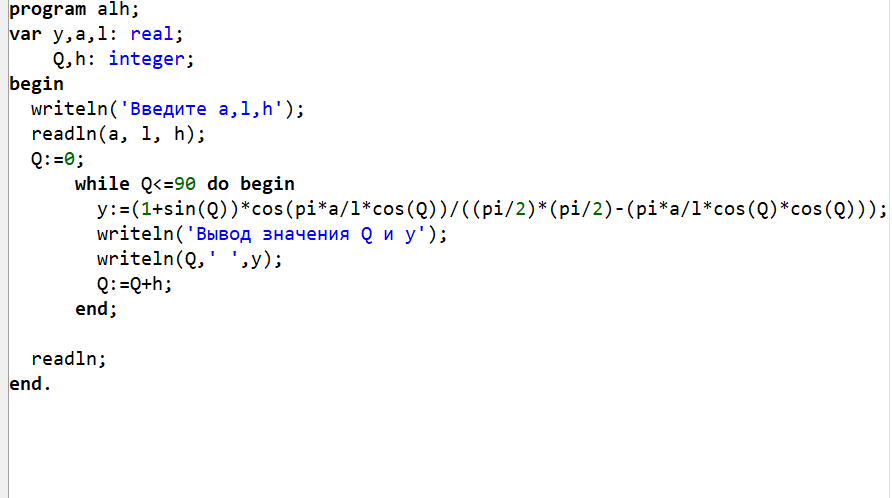 program alh;
var y,a,l: real;
    Q,h: integer;
begin
  writeln('Введите a,l,h');
  readln(a, l, h);
  Q:=0;
      while Q<=90 do begin
        y:=(1+sin(Q))*cos(pi*a/l*cos(Q))/((pi/2)*(pi/2)-(pi*a/l*cos(Q)*cos(Q)));
        writeln('Вывод значения Q и y');
        writeln(Q,' ',y);
        Q:=Q+h;
      end;
  readln;
end.